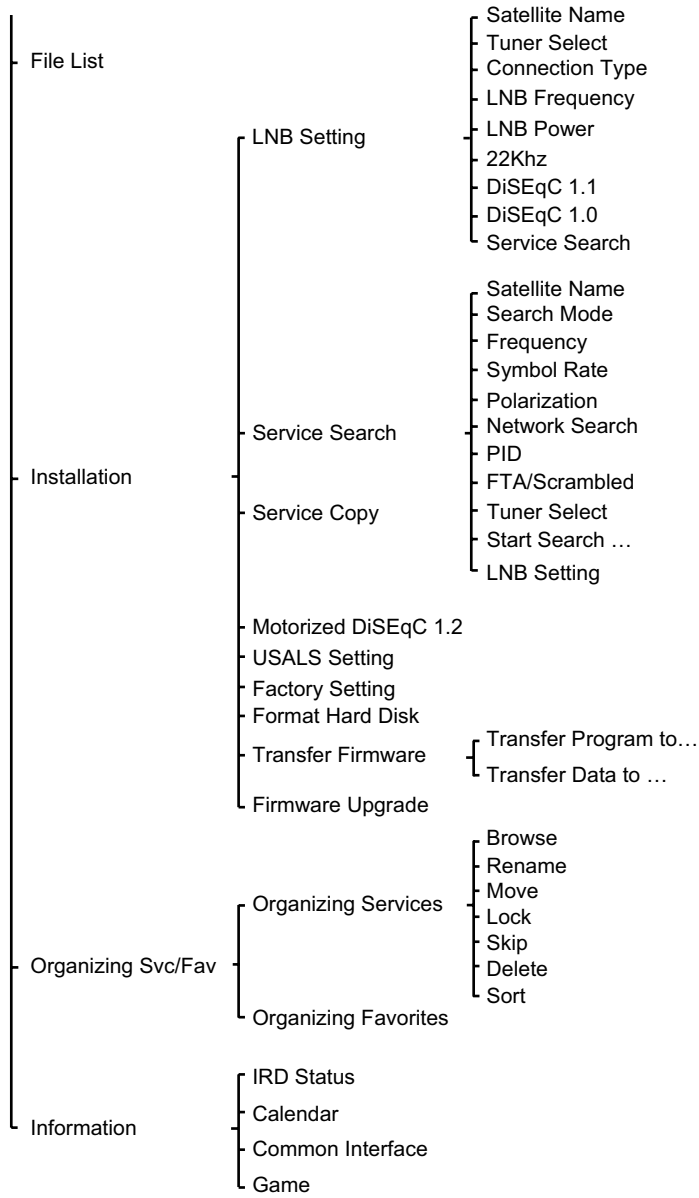 File List
Installation
LNB Setting
Satellite Name
Tuner Select
Connection Type
LNB Frequency
LNB Power
22Khz
DiSEqC 1.1
DiSEqC 1.0
Service Search
Service Search
Satellite Name
Search Mode
Frequency
Symbol Rate
Polarization
Network Search
PID
FTA/Scrambled
Tuner Select
Start Search …
LNB Setting
Service Copy
Motorized DiSEqC 1.2
USALS Setting
Factory Setting
Format Hard Disk
Transfer Firmware
Transfer Program to…
Transfer Data to …
Firmware Upgrade
Organizing Svc/Fav
Organizing Services
Browse
Rename
Move
Lock
Skip
Delete
Sort
Organizing Favorites
Information
IRD Status
Calendar
Common Interface
Game